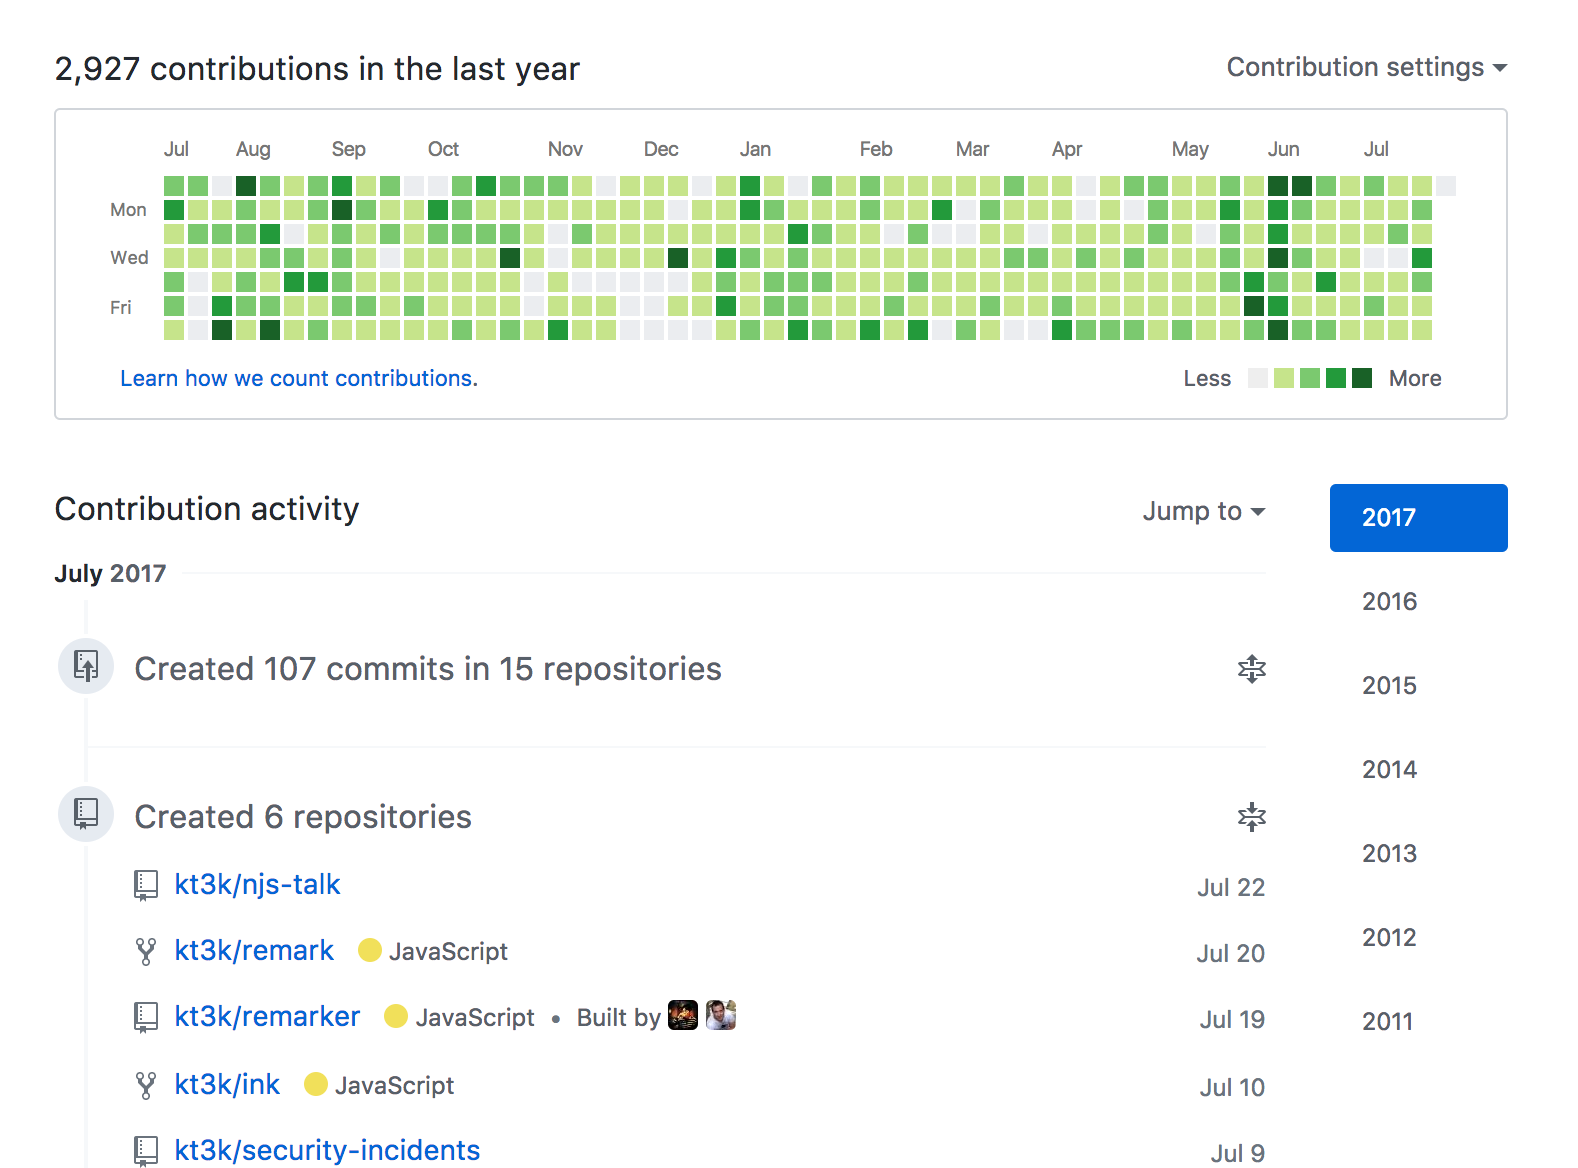 2,927 contributions in the last year
Contribution settings
Jul Aug Sep Oct Nov Dec Jan Feb Mar Apr May Jun Jul
Mon
Wed
Fri
Learn how we count contributions.
Less More
Contribution activity
Jump to
2017
July 2017
2016
Created 107 commits in 15 repositories
2015
2014
Created 6 repositories
2013
kt3k/njs-talk Jul 22
2012
kt3k/remark JavaScript Jul 20
kt3k/remarker JavaScript • Built by Jul 19
2011
kt3k/ink JavaScript Jul 10
kt3k/security-incidents Jul 9